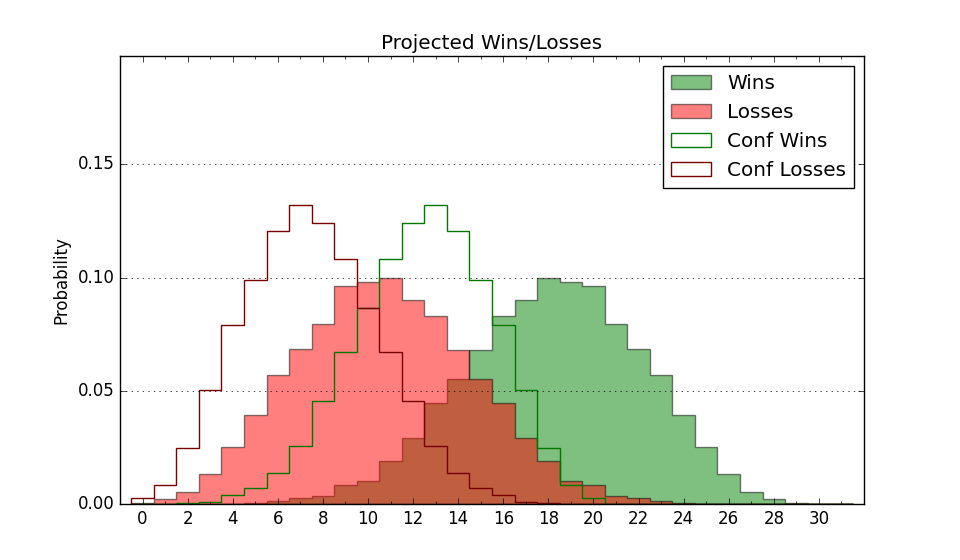 Projected Wins/Losses
Wins
Losses
Conf Wins
Conf Losses
Probability
0.15
0.10
0.05
0.00
0 2 4 6 8 10 12 14 16 18 20 22 24 26 28 30